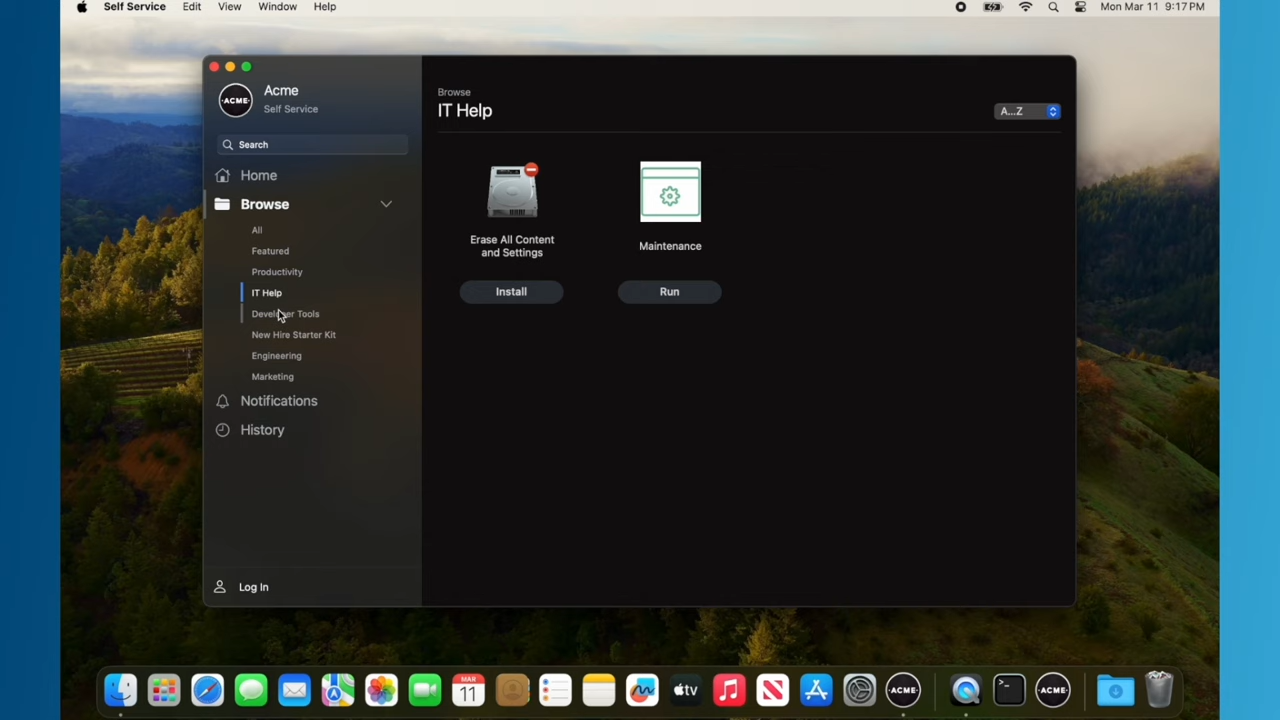 Self Service Edit View Window Help Mon Mar 11 9:17 PM
ACME
Acme
Self Service
Search
Home
Browse
All
Featured
Productivity
IT Help
Developer Tools
New Hire Starter Kit
Engineering
Marketing
Notifications
History
Log In
Browse
IT Help
A...Z
Erase All Content
and Settings
Install
Maintenance
Run
MAR
11
tv
ACME
>_
ACME